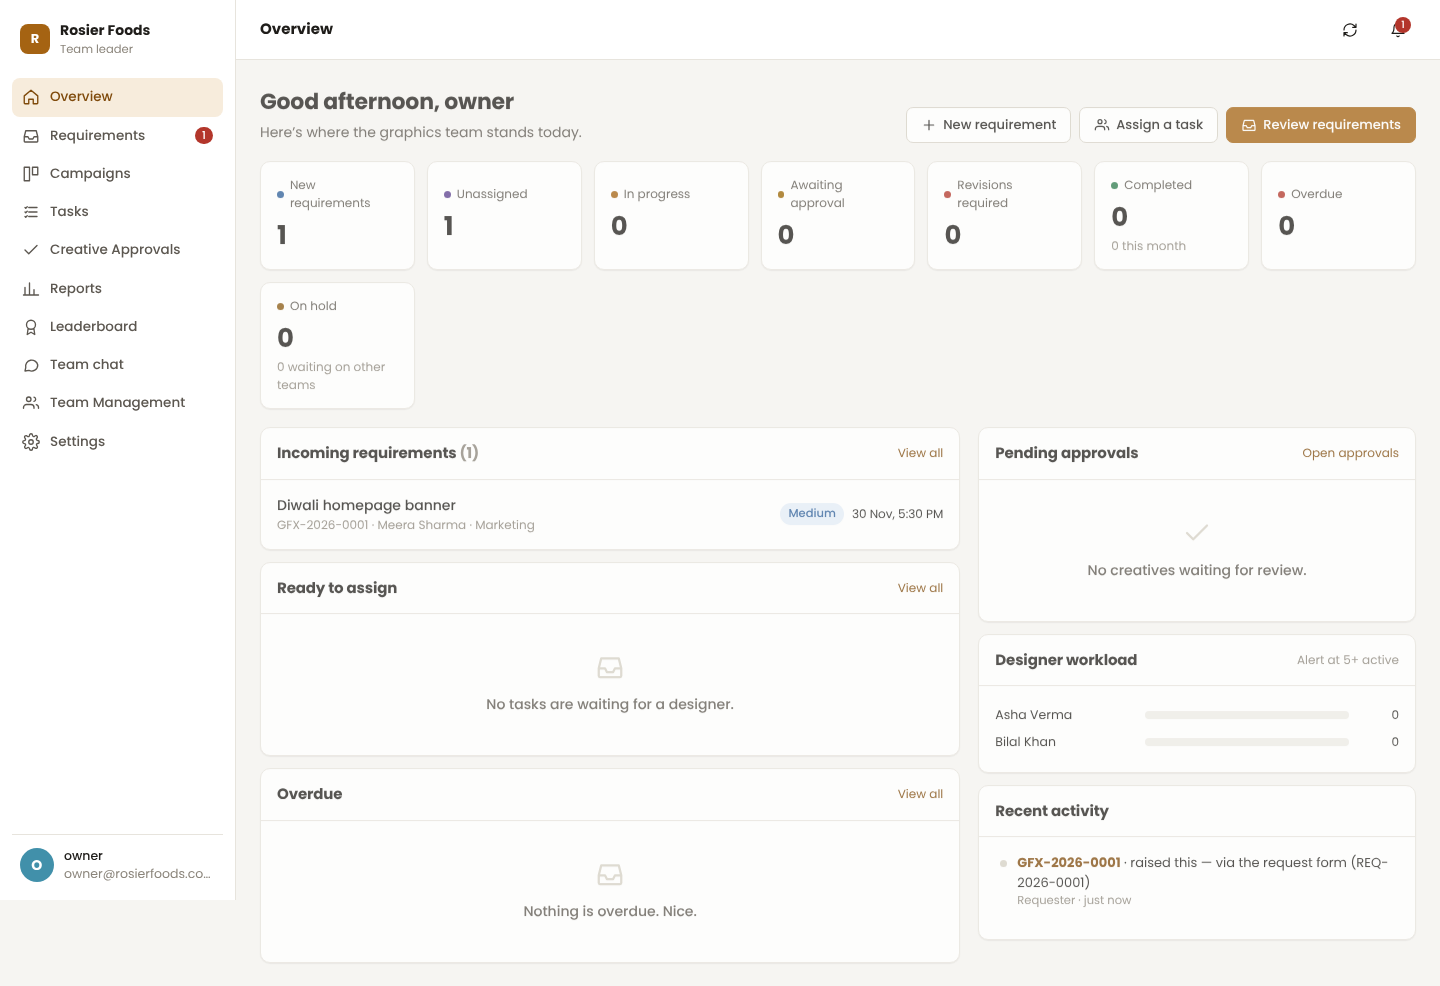 R
Rosier Foods
Team leader
Overview
Requirements 1
Campaigns
Tasks
Creative Approvals
Reports
Leaderboard
Team chat
Team Management
Settings
O
owner
owner@rosierfoods.co...
Overview
1
Good afternoon, owner
Here's where the graphics team stands today.
New requirement
Assign a task
Review requirements
New
requirements
1
Unassigned
1
In progress
0
Awaiting
approval
0
Revisions
required
0
Completed
0
0 this month
Overdue
0
On hold
0
0 waiting on other
teams
Incoming requirements (1) View all
Diwali homepage banner
GFX-2026-0001 · Meera Sharma · Marketing
Medium 30 Nov, 5:30 PM
Ready to assign View all
No tasks are waiting for a designer.
Overdue View all
Nothing is overdue. Nice.
Pending approvals Open approvals
No creatives waiting for review.
Designer workload Alert at 5+ active
Asha Verma 0
Bilal Khan 0
Recent activity
GFX-2026-0001 · raised this — via the request form (REQ-
2026-0001)
Requester · just now